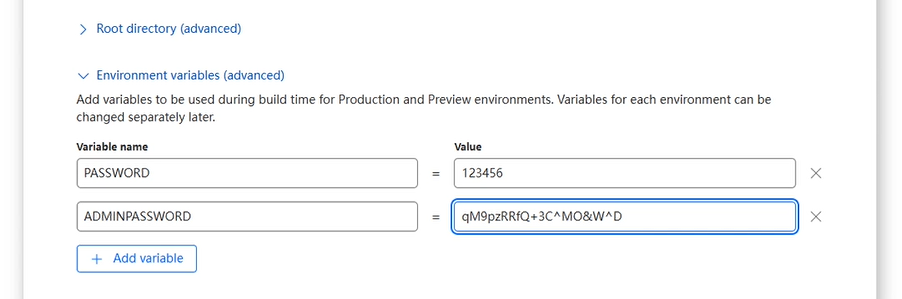 Root directory (advanced)
Environment variables (advanced)
Add variables to be used during build time for Production and Preview environments. Variables for each environment can be
changed separately later.
Variable name Value
PASSWORD = 123456
ADMINPASSWORD = qM9pzRRfQ+3C^MO&W^D
+ Add variable